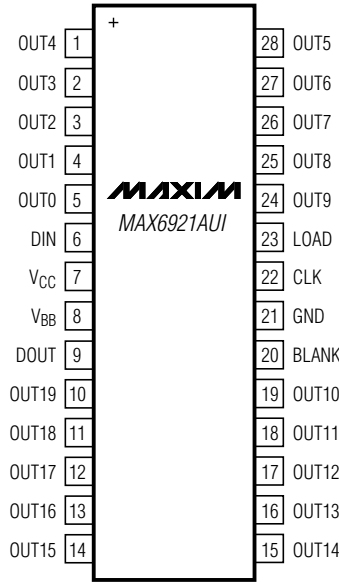 +
OUT4 1 28 OUT5
OUT3 2 27 OUT6
OUT2 3 26 OUT7
OUT1 4 25 OUT8
OUT0 5 MAXIM 24 OUT9
DIN 6 MAX6921AUI 23 LOAD
VCC 7 22 CLK
VBB 8 21 GND
DOUT 9 20 BLANK
OUT19 10 19 OUT10
OUT18 11 18 OUT11
OUT17 12 17 OUT12
OUT16 13 16 OUT13
OUT15 14 15 OUT14